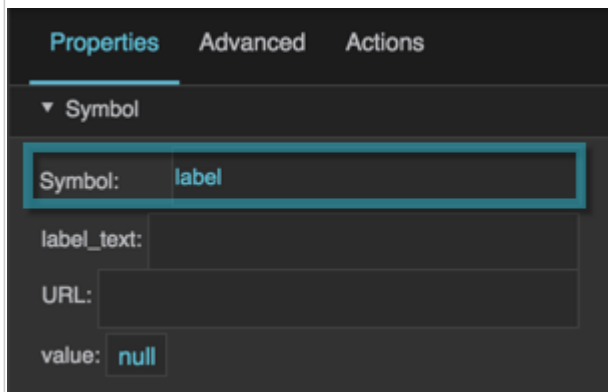 Properties Advanced Actions
▼ Symbol
Symbol: label
label_text:
URL:
value: null